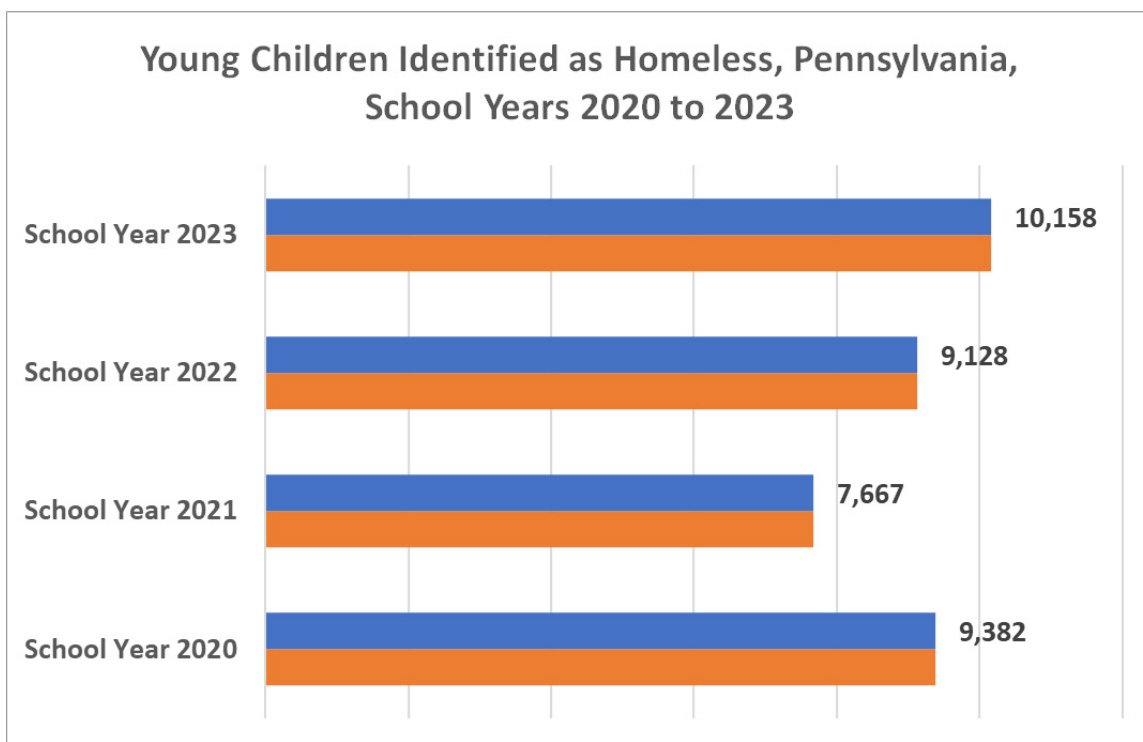 Young Children Identified as Homeless, Pennsylvania,
School Years 2020 to 2023
School Year 2023
10,158
School Year 2022
9,128
School Year 2021
7,667
School Year 2020
9,382